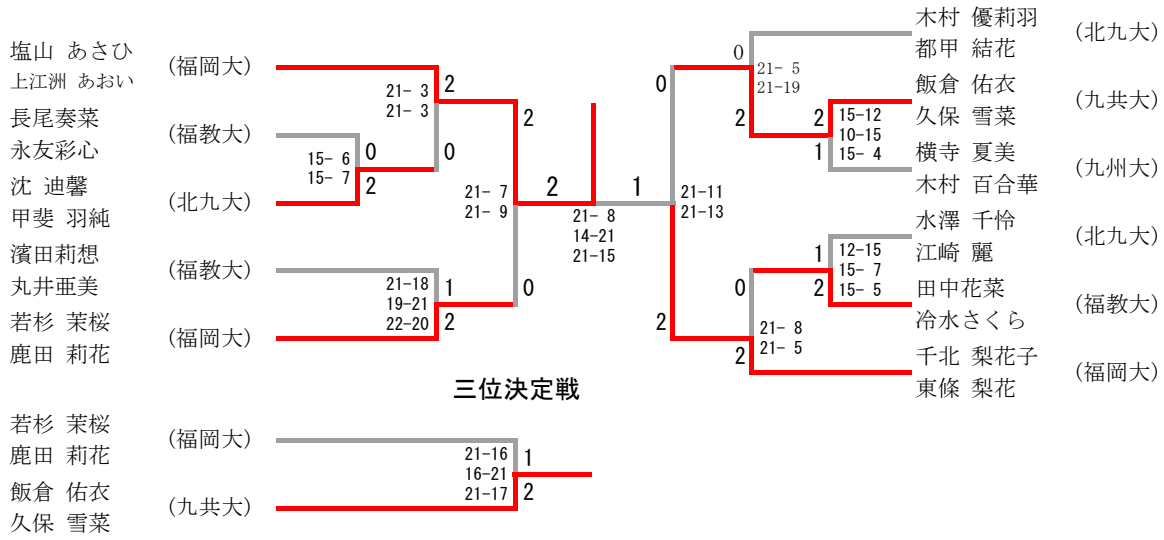 塩山 あさひ
上江洲 あおい
(福岡大)
長尾奏菜
永友彩心
(福教大)
沈 迪馨
甲斐 羽純
(北九大)
濱田莉想
丸井亜美
(福教大)
若杉 茉桜
鹿田 莉花
(福岡大)
15- 6
15- 7
0
2
21- 3
21- 3
2
0
21-18
19-21
22-20
1
2
21- 7
21- 9
2
0
2
21- 8
14-21
21-15
1
木村 優莉羽
都甲 結花
(北九大)
飯倉 佑衣
久保 雪菜
(九共大)
横寺 夏美
木村 百合華
(九州大)
水澤 千怜
江崎 麗
(北九大)
田中花菜
冷水さくら
(福教大)
千北 梨花子
東條 梨花
(福岡大)
2
1
15-12
10-15
15- 4
0
2
21- 5
21-19
1
2
12-15
15- 7
15- 5
0
2
21- 8
21- 5
0
2
21-11
21-13
三位決定戦
若杉 茉桜
鹿田 莉花
(福岡大)
飯倉 佑衣
久保 雪菜
(九共大)
21-16
16-21
21-17
1
2